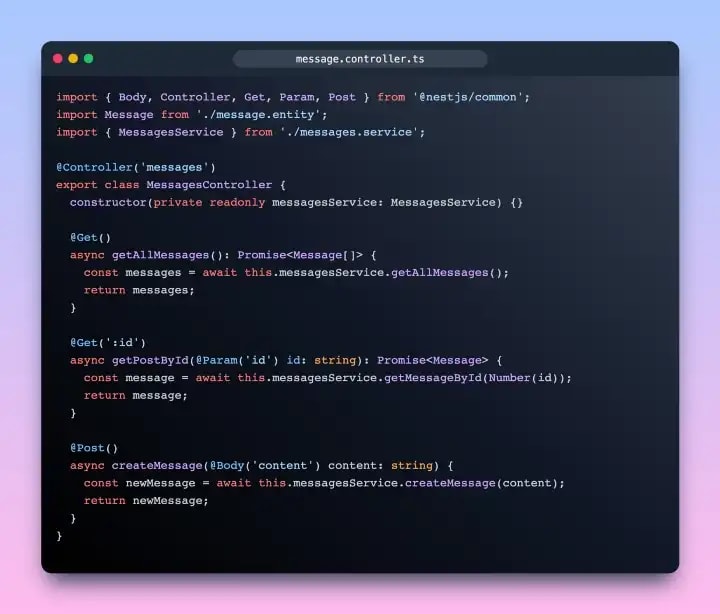 message.controller.ts
import { Body, Controller, Get, Param, Post } from '@nestjs/common';
import Message from './message.entity';
import { MessagesService } from './messages.service';
@Controller('messages')
export class MessagesController {
  constructor(private readonly messagesService: MessagesService) {}
  @Get()
  async getAllMessages(): Promise<Message[]> {
    const messages = await this.messagesService.getAllMessages();
    return messages;
  }
  @Get(':id')
  async getPostById(@Param('id') id: string): Promise<Message> {
    const message = await this.messagesService.getMessageById(Number(id));
    return message;
  }
  @Post()
  async createMessage(@Body('content') content: string) {
    const newMessage = await this.messagesService.createMessage(content);
    return newMessage;
  }
}